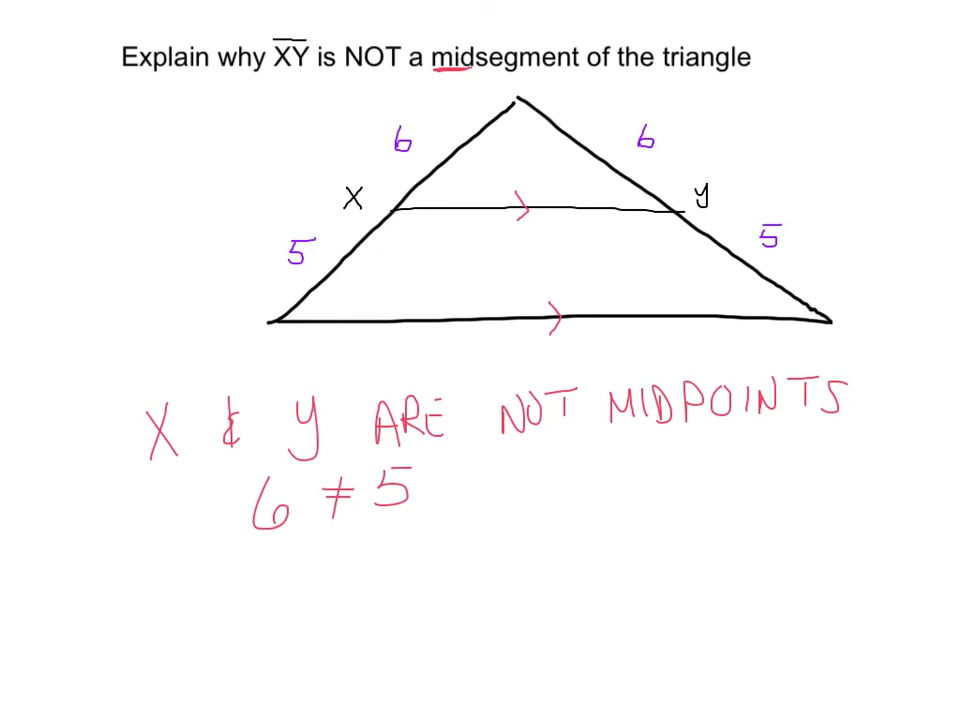 Explain why XY is NOT a midsegment of the triangle
6 6
X Y
5 5
X & Y ARE NOT MIDPOINTS
6 ≠ 5